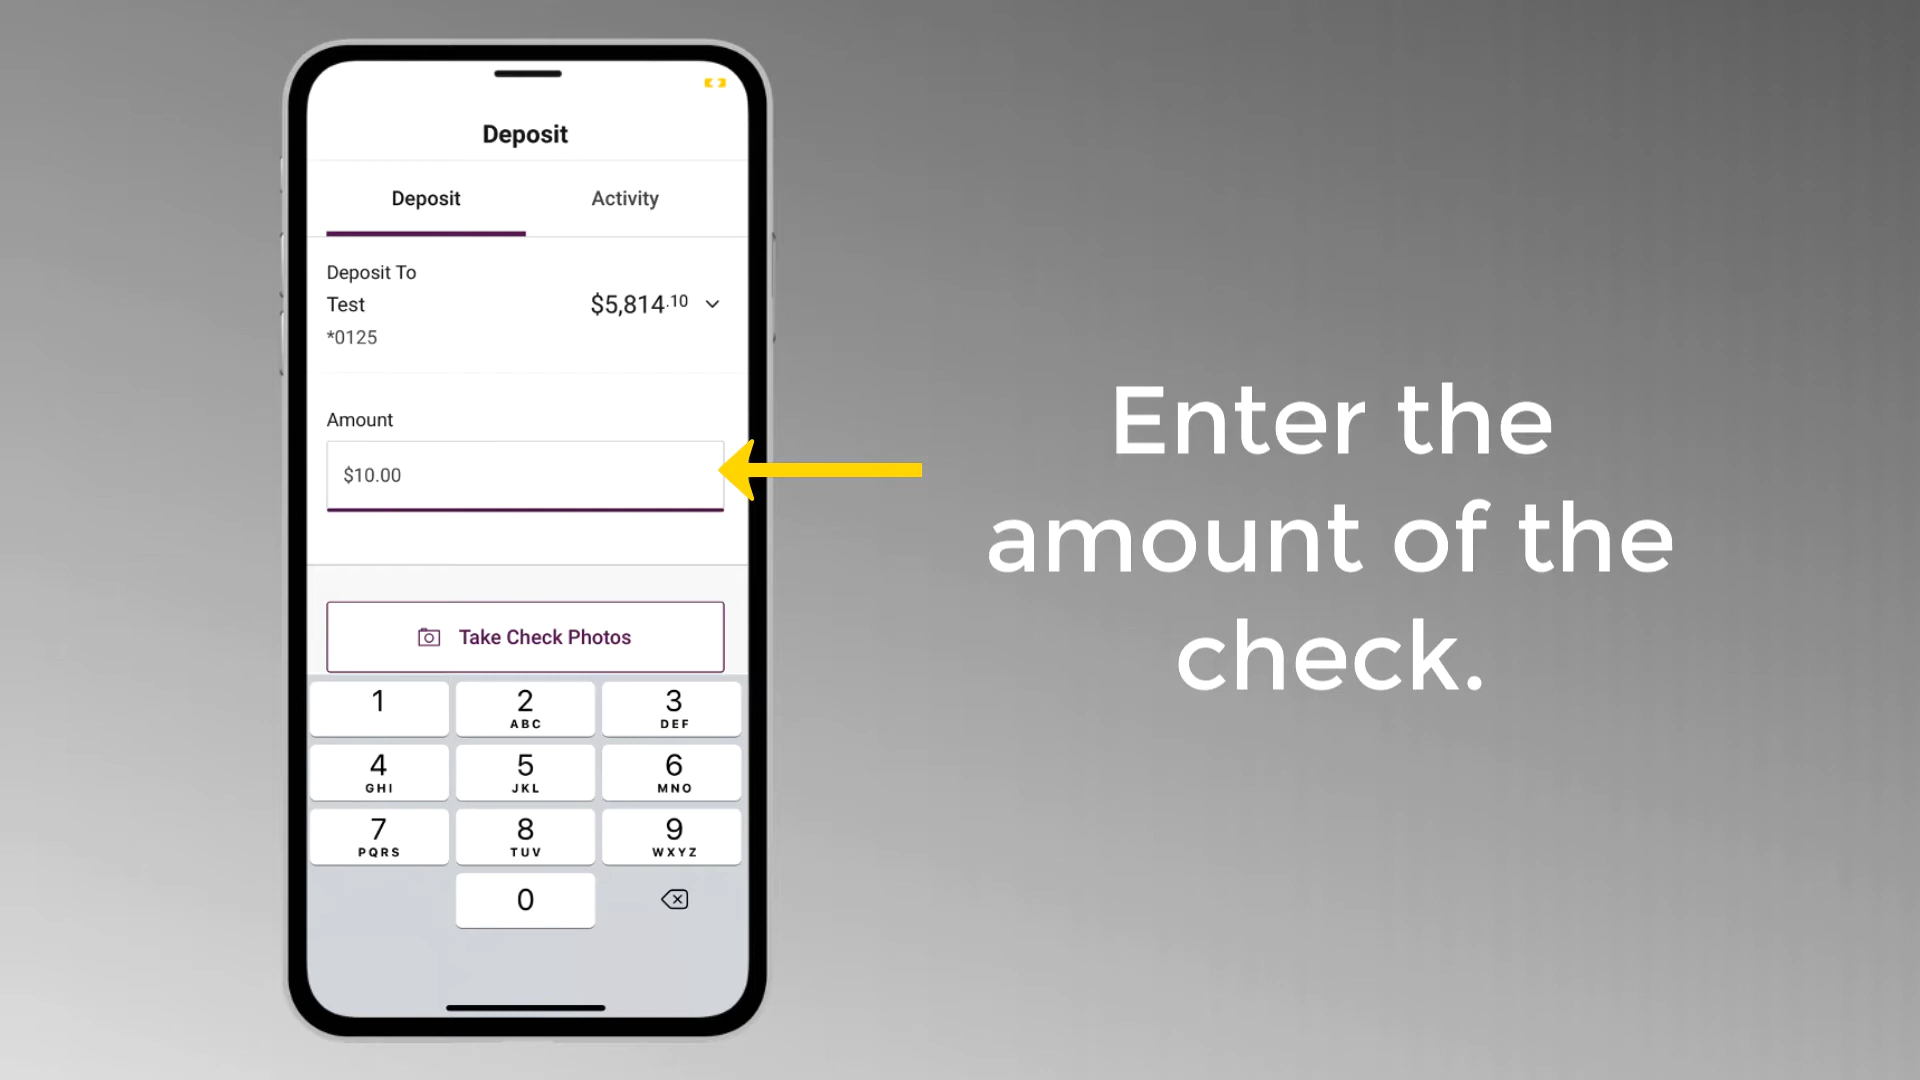 Deposit
Deposit Activity
Deposit To
Test $5,814.10
*0125
Amount
$10.00
Take Check Photos
1 2 3
ABC DEF
4 5 6
GHI JKL MNO
7 8 9
PQRS TUV WXYZ
0
Enter the
amount of the
check.